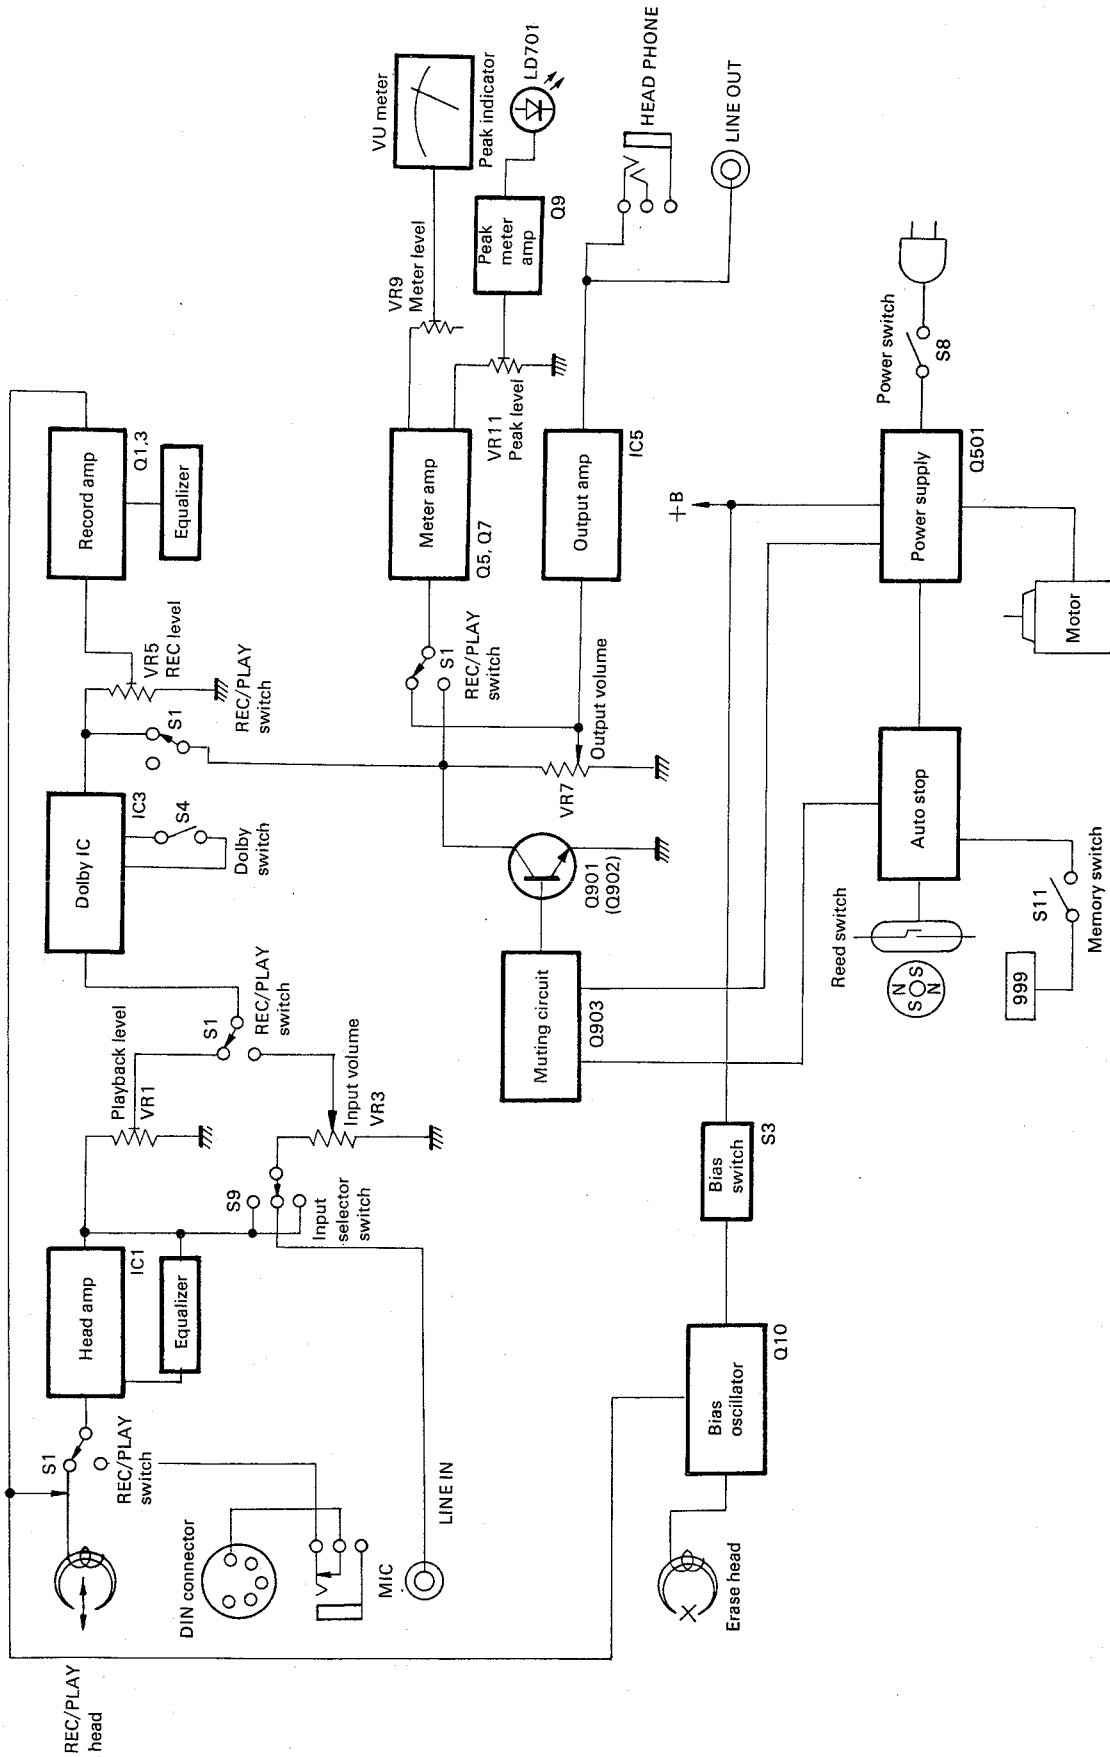 REC/PLAY
head
S1
REC/PLAY
switch
DIN connector
MIC
LINE IN
Head amp
IC1
Equalizer
Playback level
VR1
S9
Input
selector
switch
Input volume
VR3
S1
REC/PLAY
switch
Dolby IC
IC3
S4
Dolby
switch
VR5
REC level
S1
REC/PLAY
switch
Record amp
Q1,3
Equalizer
Muting circuit
Q903
Q901
(Q902)
VR7
Output volume
S1
REC/PLAY
switch
Meter amp
Q5, Q7
VR9
Meter level
VR11
Peak level
VU meter
Peak indicator
Peak
meter
amp
Q9
LD701
Output amp
IC5
HEAD PHONE
LINE OUT
Erase head
Bias
oscillator
Q10
Bias
switch
S3
+B
Reed switch
N
S
S
N
999
S11
Memory switch
Auto stop
Power supply
Q501
Motor
Power switch
S8